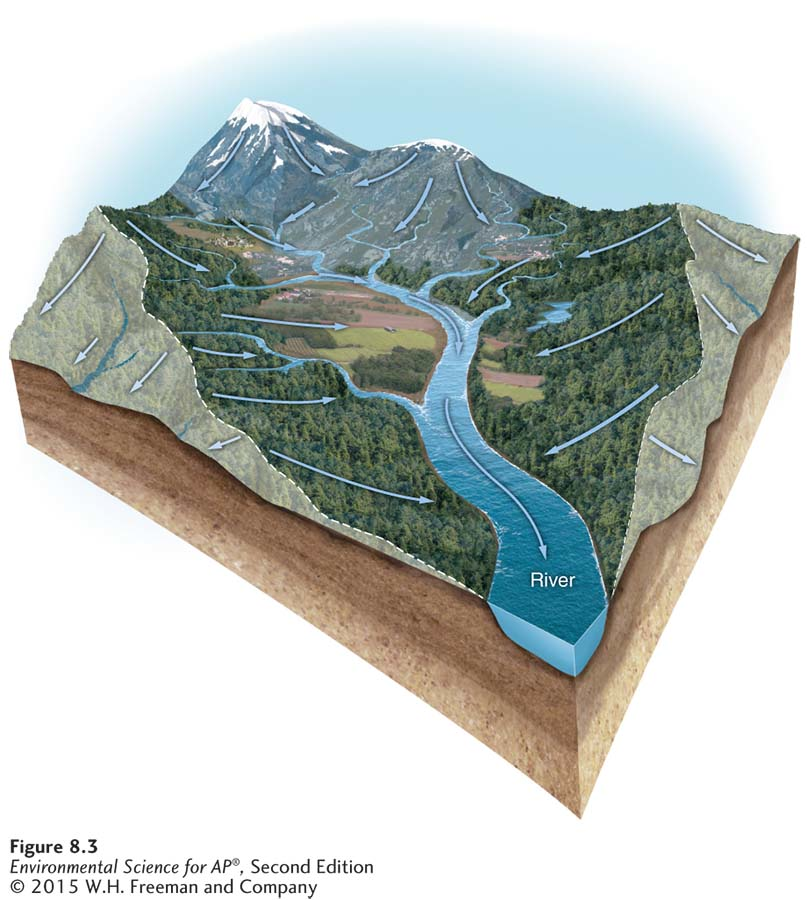 River
Figure 8.3
Environmental Science for AP®, Second Edition
© 2015 W.H. Freeman and Company